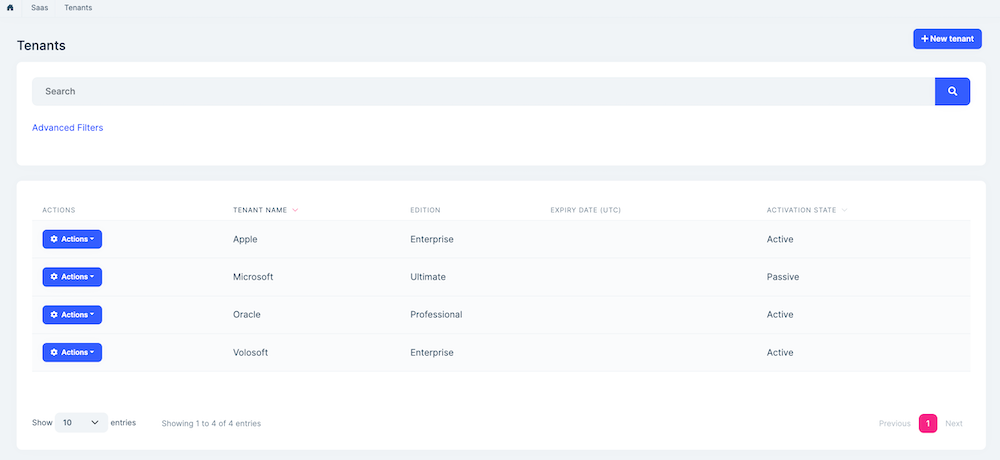 Saas Tenants
Tenants
New tenant
Search
Advanced Filters
ACTIONS TENANT NAME EDITION EXPIRY DATE (UTC) ACTIVATION STATE
Actions Apple Enterprise Active
Actions Microsoft Ultimate Passive
Actions Oracle Professional Active
Actions Volosoft Enterprise Active
Show 10 entries Showing 1 to 4 of 4 entries Previous 1 Next